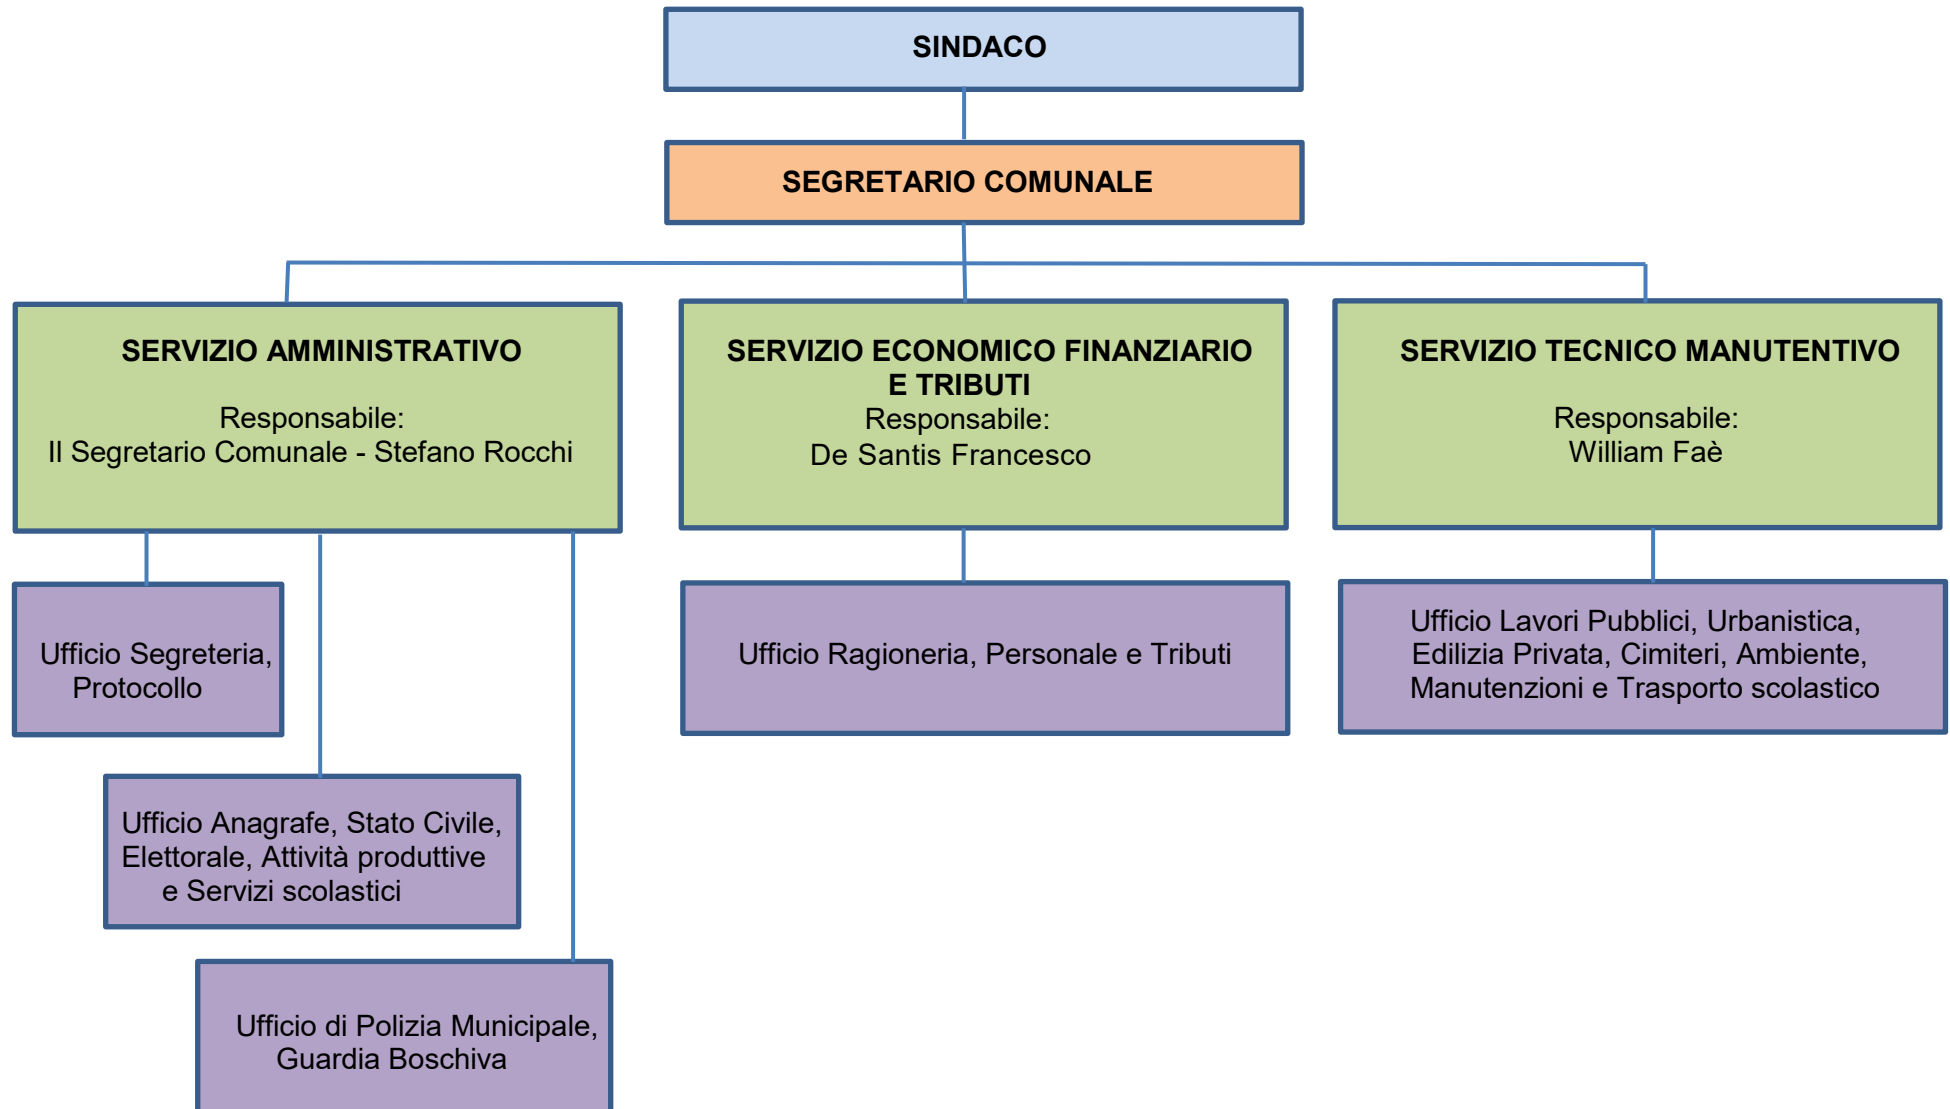 SINDACO
SEGRETARIO COMUNALE
SERVIZIO AMMINISTRATIVO
Responsabile:
Il Segretario Comunale - Stefano Rocchi
SERVIZIO ECONOMICO FINANZIARIO
E TRIBUTI
Responsabile:
De Santis Francesco
SERVIZIO TECNICO MANUTENTIVO
Responsabile:
William Faè
Ufficio Segreteria,
Protocollo
Ufficio Ragioneria, Personale e Tributi
Ufficio Lavori Pubblici, Urbanistica,
Edilizia Privata, Cimiteri, Ambiente,
Manutenzioni e Trasporto scolastico
Ufficio Anagrafe, Stato Civile,
Elettorale, Attività produttive
e Servizi scolastici
Ufficio di Polizia Municipale,
Guardia Boschiva